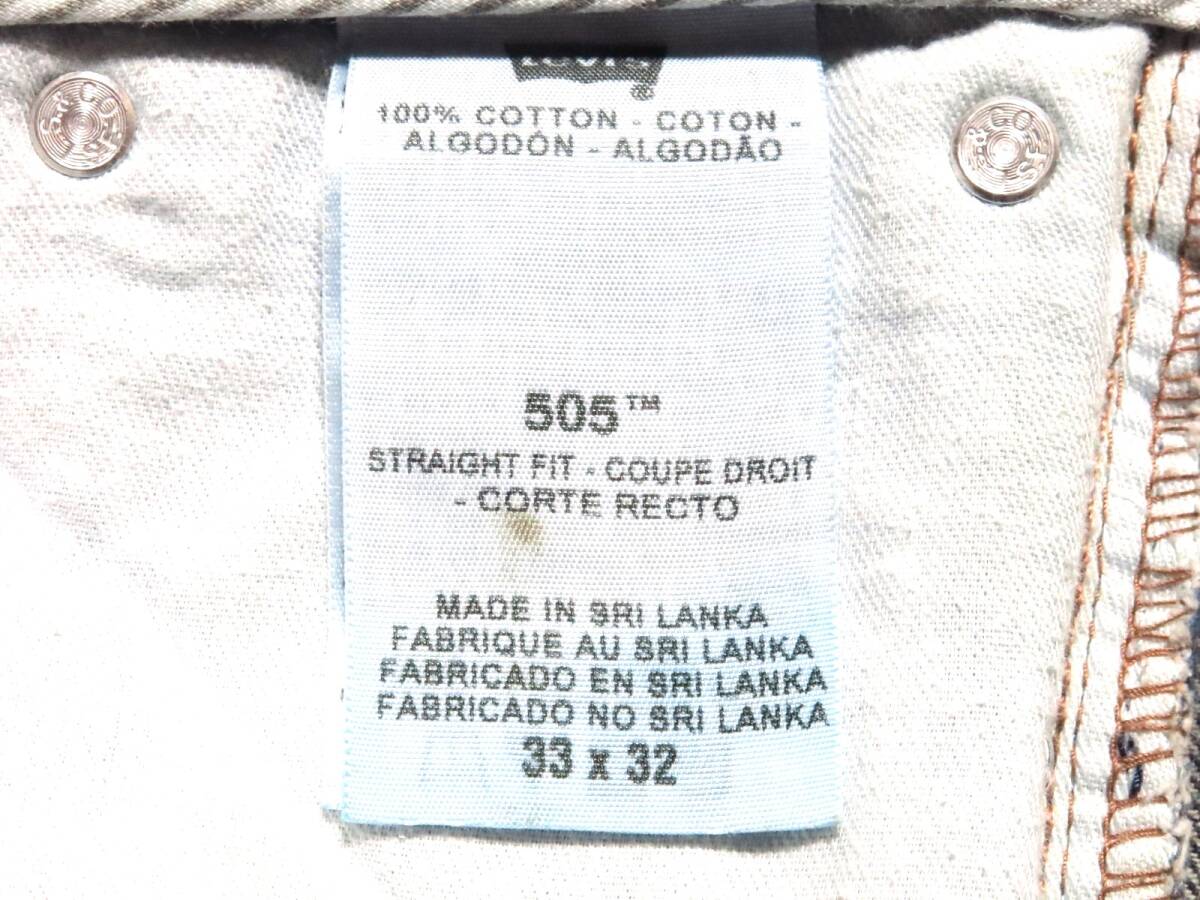 100% COTTON - COTON -
ALGODÓN - ALGODÃO
505™
STRAIGHT FIT - COUPE DROIT
- CORTE RECTO
MADE IN SRI LANKA
FABRIQUE AU SRI LANKA
FABRICADO EN SRI LANKA
FABRICADO NO SRI LANKA
33 x 32